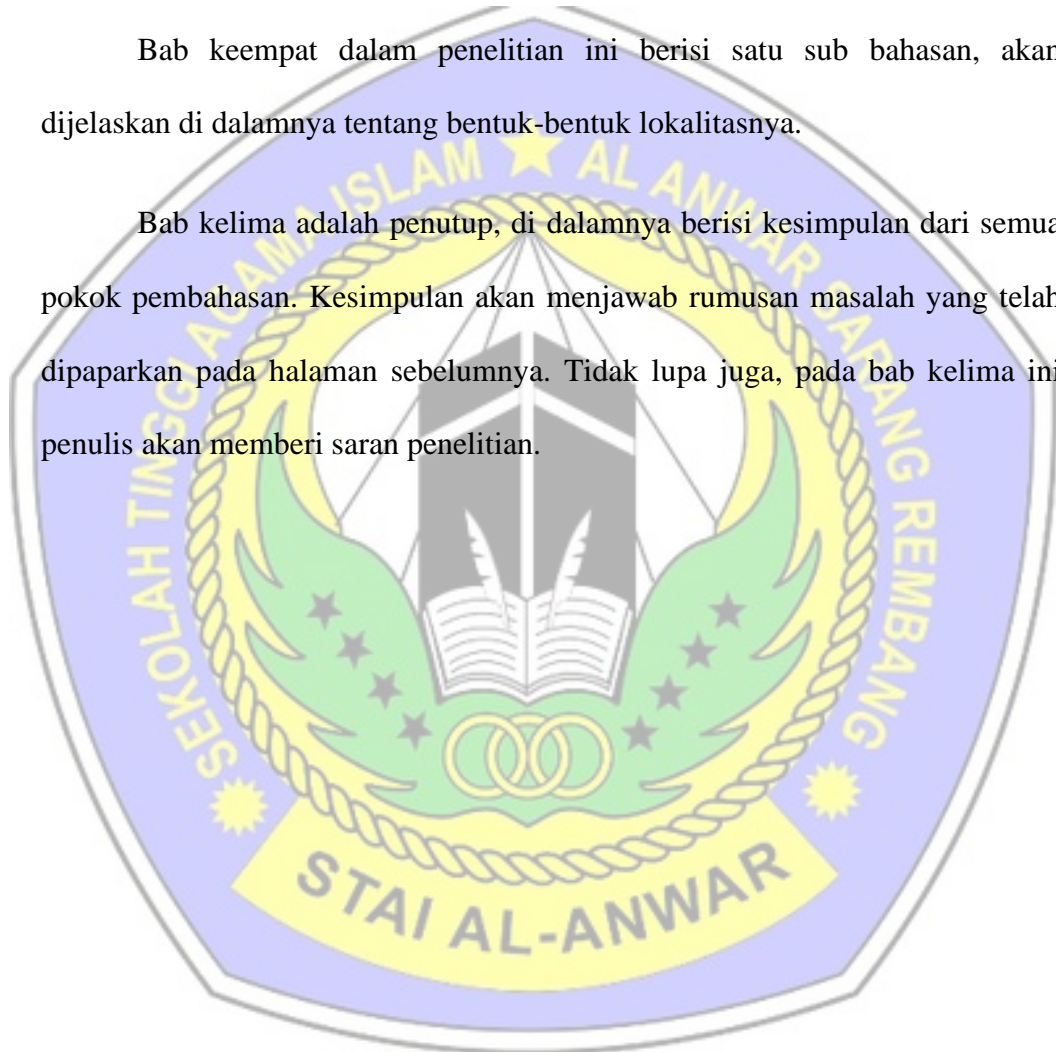 Bab keempat dalam penelitian ini berisi satu sub bahasan, akan
dijelaskan di dalamnya tentang bentuk-bentuk lokalitasnya.
Bab kelima adalah penutup, di dalamnya berisi kesimpulan dari semua
pokok pembahasan. Kesimpulan akan menjawab rumusan masalah yang telah
dipaparkan pada halaman sebelumnya. Tidak lupa juga, pada bab kelima ini
penulis akan memberi saran penelitian.
SEKOLAH TINGGI AGAMA ISLAM AL ANWAR SARANG REMBANG
STAI AL-ANWAR